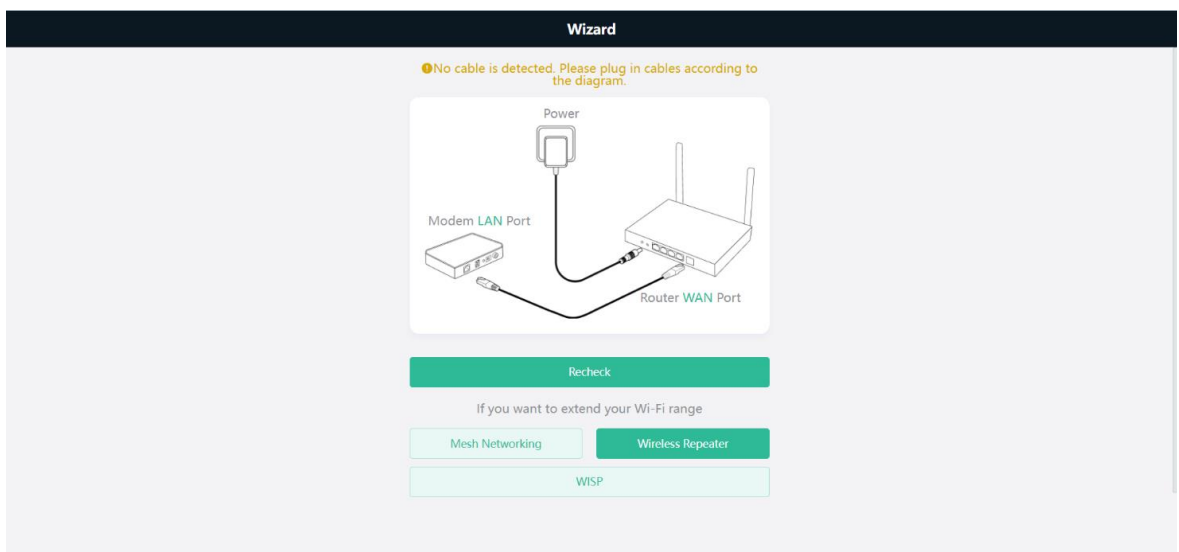 Wizard
No cable is detected. Please plug in cables according to
the diagram.
Power
Modem LAN Port
Router WAN Port
Recheck
If you want to extend your Wi-Fi range
Mesh Networking
Wireless Repeater
WISP